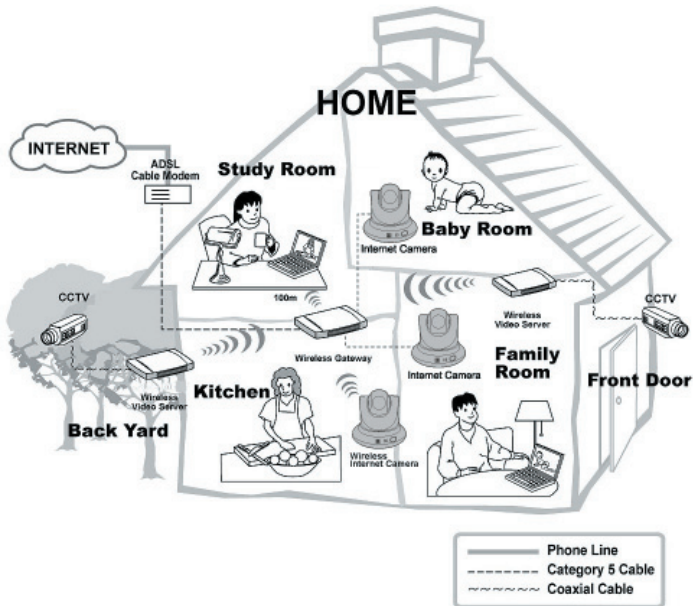 HOME
INTERNET
ADSL
Cable Modem
Study Room
Internet Camera
Baby Room
100m
CCTV
Wireless
Video Server
Back Yard
Wireless Gateway
Wireless
Video Server
CCTV
Internet Camera
Family
Room
Front Door
Kitchen
Wireless
Internet Camera
Phone Line
Category 5 Cable
Coaxial Cable